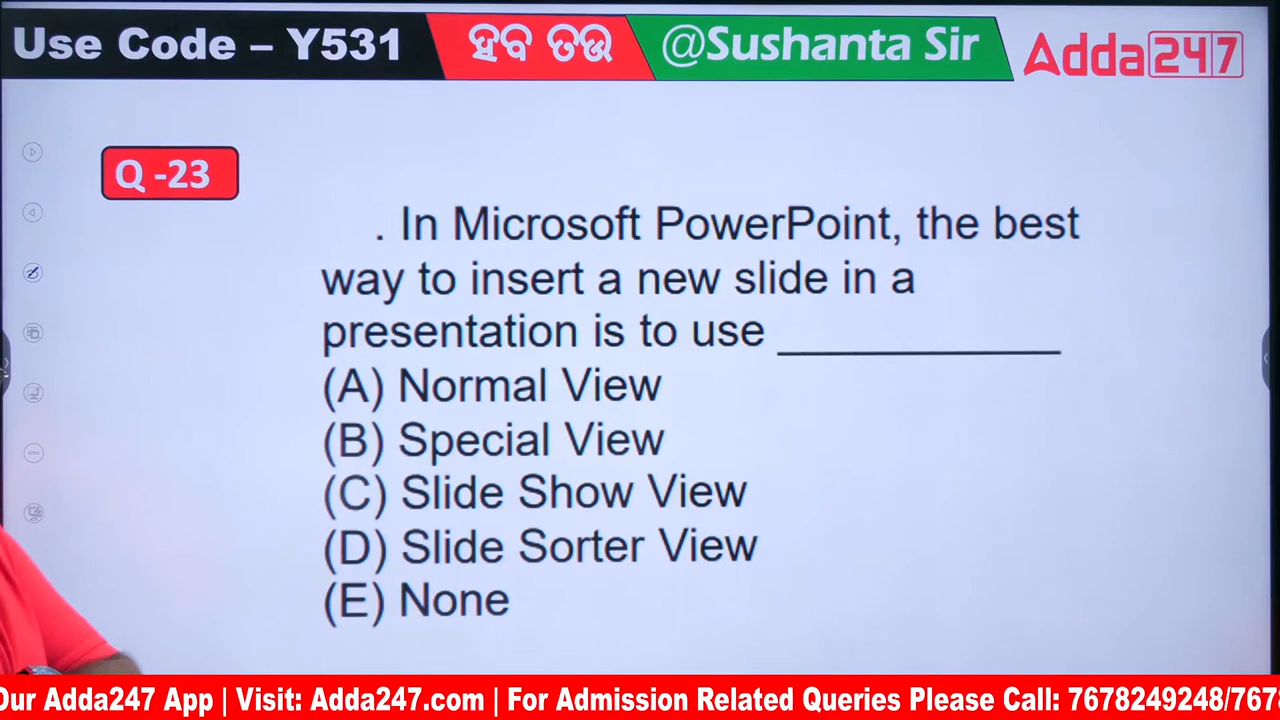 Use Code – Y531
ହବ ତଉ
@Sushanta Sir
Adda247
Q -23
. In Microsoft PowerPoint, the best
way to insert a new slide in a
presentation is to use ____________
(A) Normal View
(B) Special View
(C) Slide Show View
(D) Slide Sorter View
(E) None
Our Adda247 App | Visit: Adda247.com | For Admission Related Queries Please Call: 7678249248/767